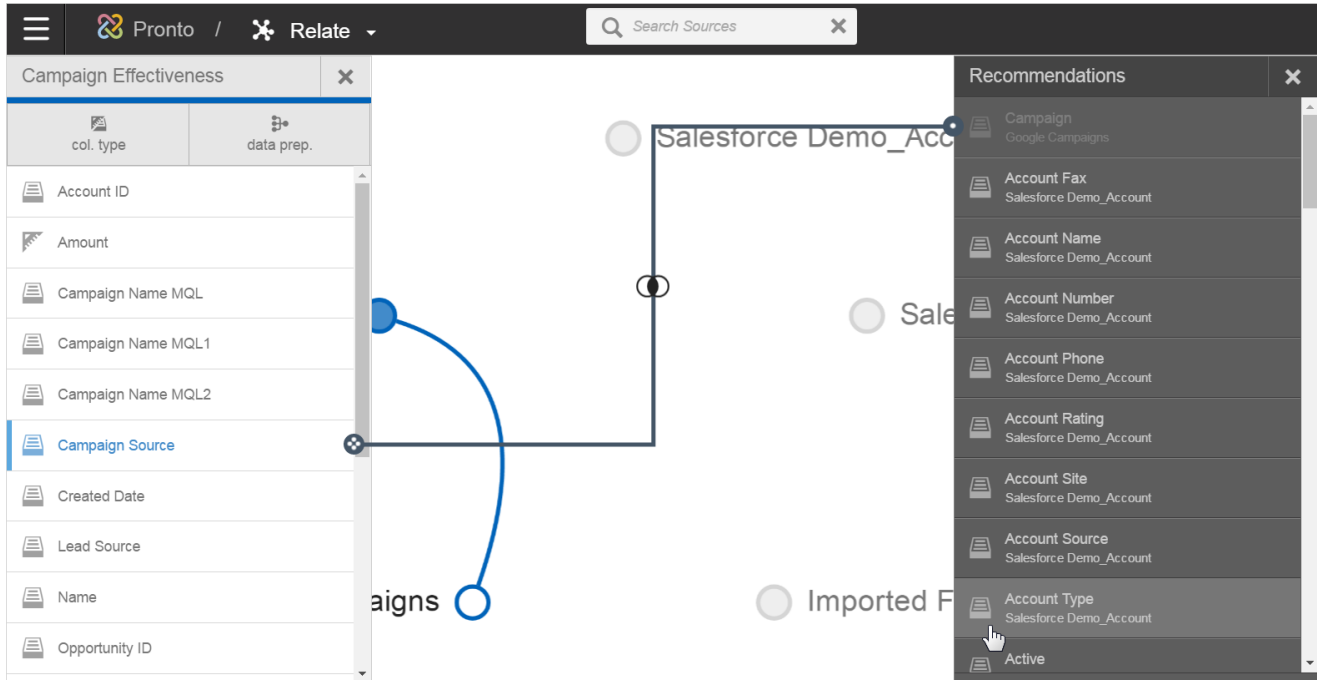 Pronto / Relate
Search Sources
Campaign Effectiveness
col. type
data prep.
Account ID
Amount
Campaign Name MQL
Campaign Name MQL1
Campaign Name MQL2
Campaign Source
Created Date
Lead Source
Name
Opportunity ID
Salesforce Demo_Acc
Sale
aigns
Imported F
Recommendations
Campaign
Google Campaigns
Account Fax
Salesforce Demo_Account
Account Name
Salesforce Demo_Account
Account Number
Salesforce Demo_Account
Account Phone
Salesforce Demo_Account
Account Rating
Salesforce Demo_Account
Account Site
Salesforce Demo_Account
Account Source
Salesforce Demo_Account
Account Type
Salesforce Demo_Account
Active